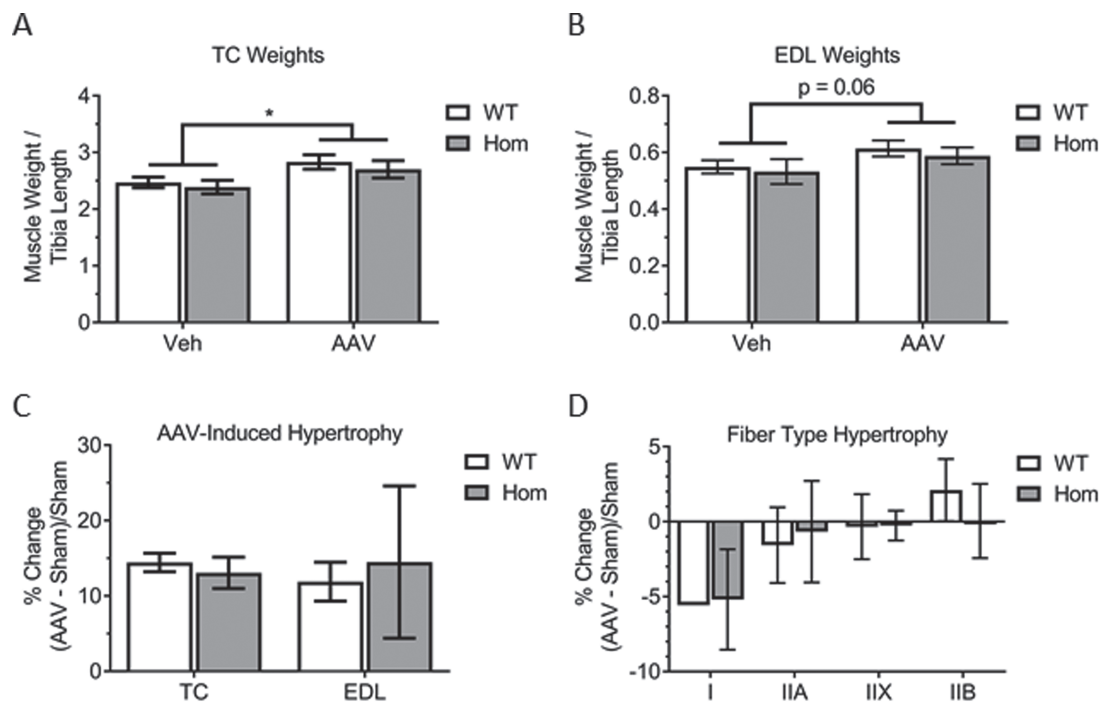 A
TC Weights
Muscle Weight /
Tibia Length
4
3
2
1
0
*
Veh
AAV
WT
Hom
B
EDL Weights
p = 0.06
Muscle Weight /
Tibia Length
0.8
0.6
0.4
0.2
0.0
Veh
AAV
WT
Hom
C
AAV-Induced Hypertrophy
% Change
(AAV - Sham)/Sham
30
20
10
0
TC
EDL
WT
Hom
D
Fiber Type Hypertrophy
% Change
(AAV - Sham)/Sham
5
0
-5
-10
I
IIA
IIX
IIB
WT
Hom